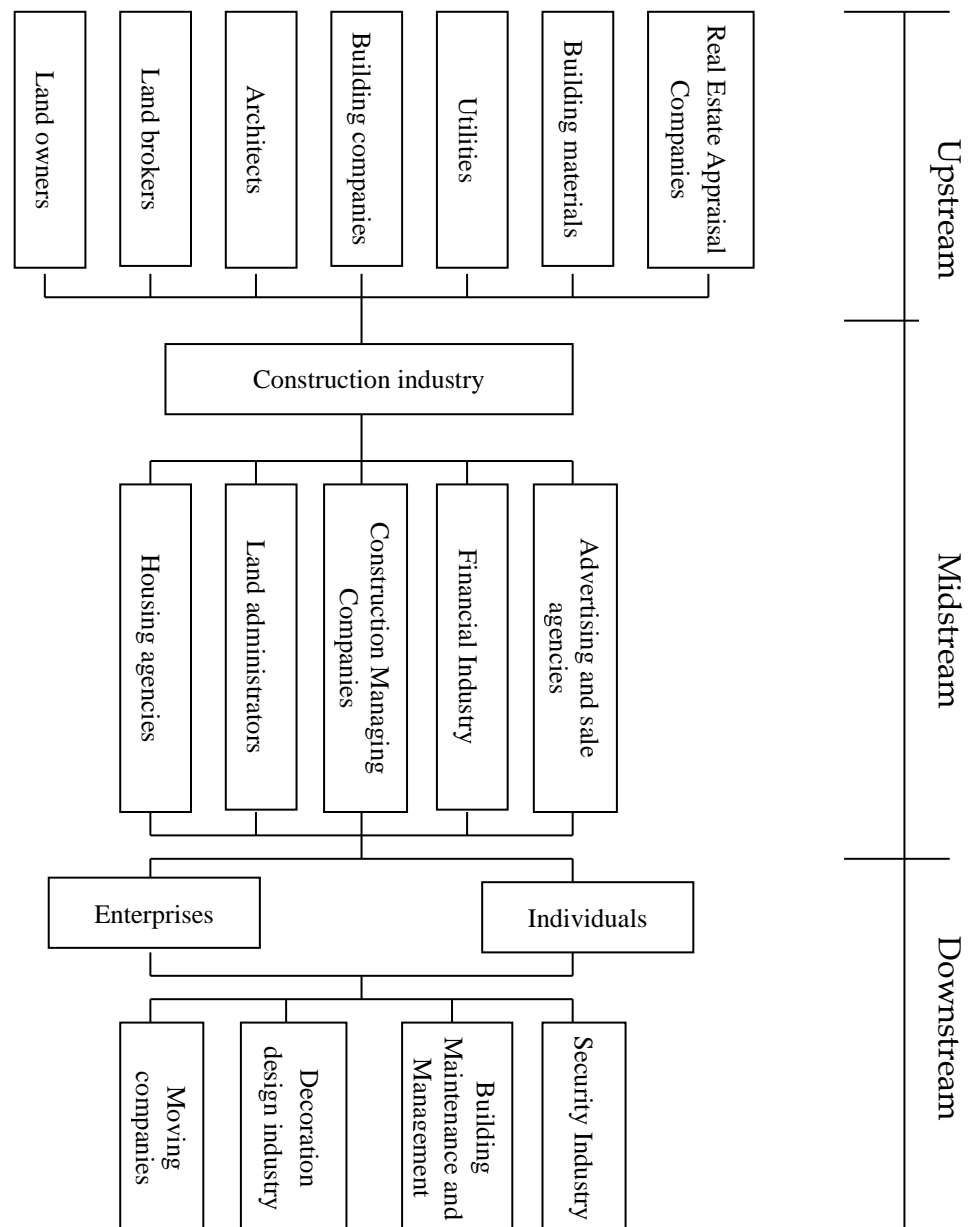 Land owners
Land brokers
Architects
Building companies
Utilities
Building materials
Real Estate Appraisal
Companies
Upstream
Construction industry
Housing agencies
Land administrators
Construction Managing
Companies
Financial Industry
Advertising and sale
agencies
Midstream
Enterprises
Individuals
Moving
companies
Decoration
design industry
Building
Maintenance and
Management
Security Industry
Downstream